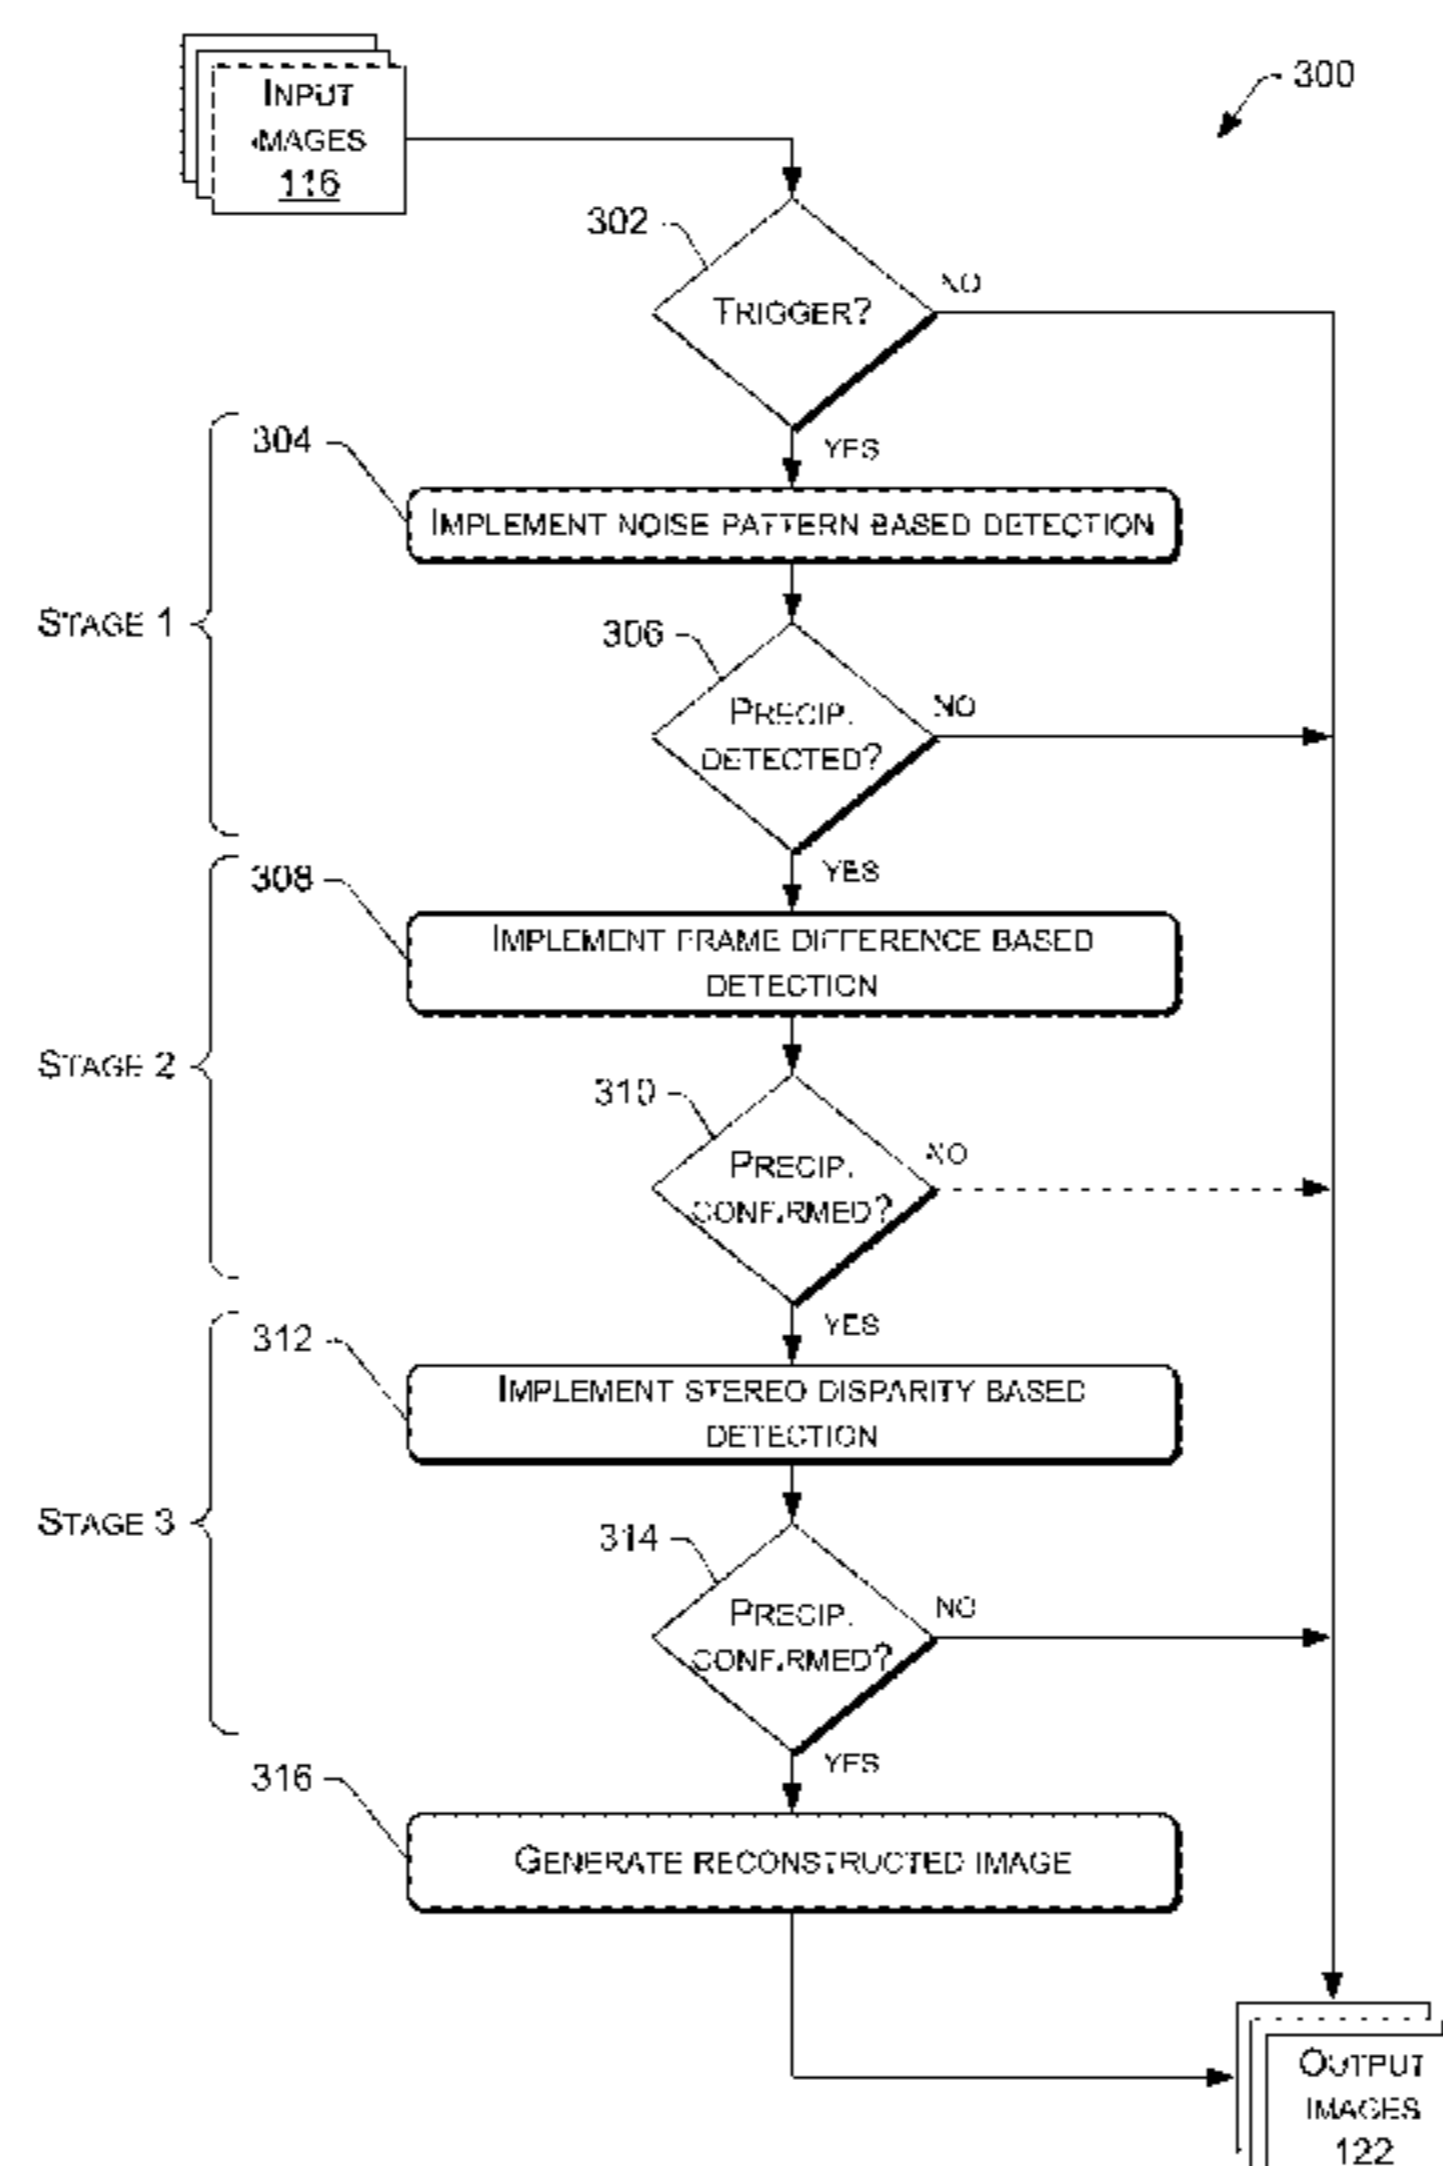 INPUT
IMAGES
116
300
302
TRIGGER?
NO
YES
STAGE 1
304
IMPLEMENT NOISE PATTERN BASED DETECTION
306
PRECIP.
DETECTED?
NO
YES
STAGE 2
308
IMPLEMENT FRAME DIFFERENCE BASED
DETECTION
310
PRECIP.
CONFIRMED?
NO
YES
STAGE 3
312
IMPLEMENT STEREO DISPARITY BASED
DETECTION
314
PRECIP.
CONFIRMED?
NO
YES
316
GENERATE RECONSTRUCTED IMAGE
OUTPUT
IMAGES
122